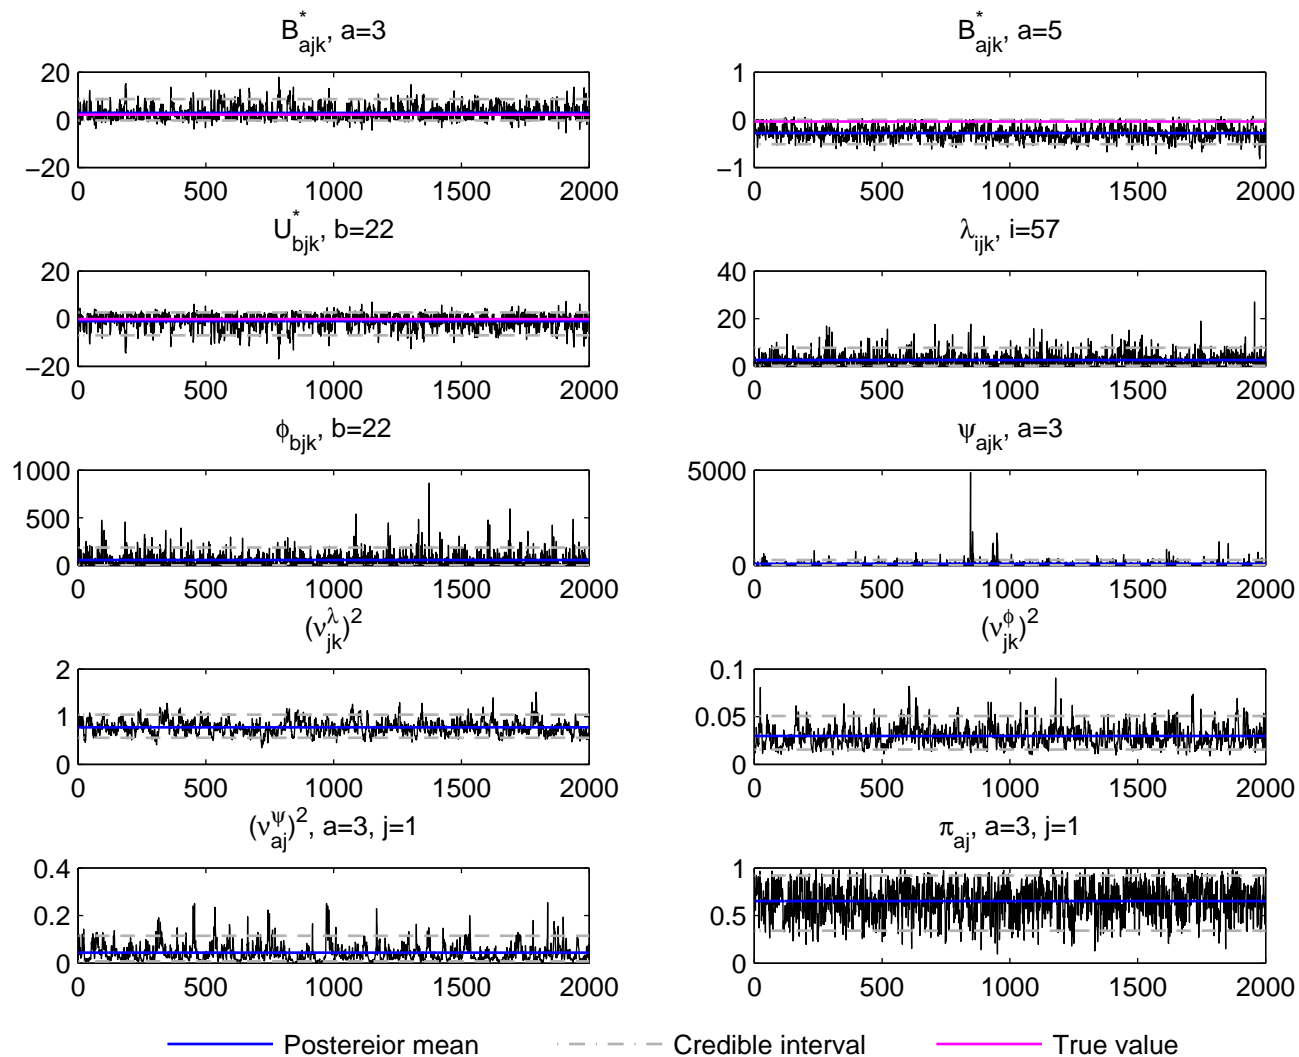 B*ajk, a=3
20
0
−20
0 500 1000 1500 2000
B*ajk, a=5
1
0
−1
0 500 1000 1500 2000
U*bjk, b=22
20
0
−20
0 500 1000 1500 2000
λijk, i=57
40
20
0
0 500 1000 1500 2000
ϕbjk, b=22
1000
500
0
0 500 1000 1500 2000
ψajk, a=3
5000
0
0 500 1000 1500 2000
(νλjk)2
2
1
0
0 500 1000 1500 2000
(νϕjk)2
0.1
0.05
0
0 500 1000 1500 2000
(νψaj)2, a=3, j=1
0.4
0.2
0
0 500 1000 1500 2000
πaj, a=3, j=1
1
0.5
0
0 500 1000 1500 2000
Postereior mean Credible interval True value